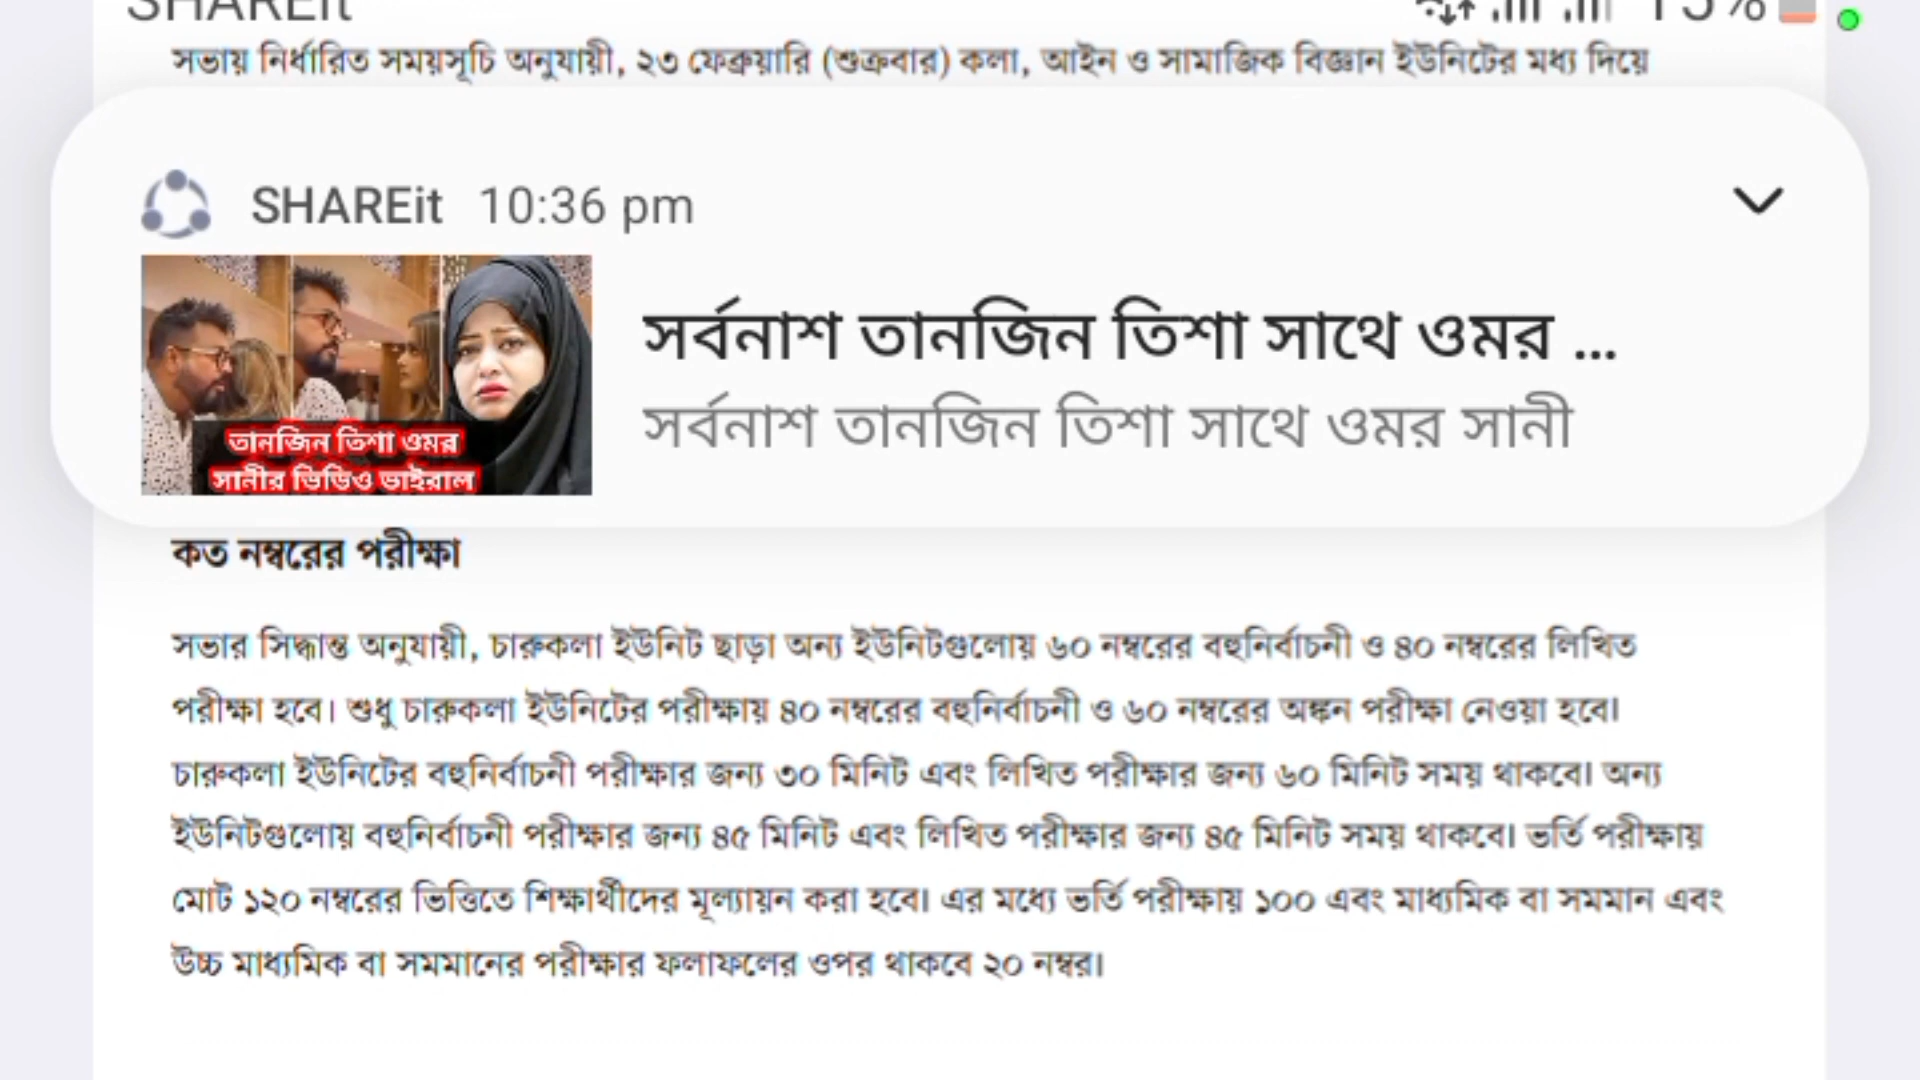 SHAREit 15%
সভায় নির্ধারিত সময়সূচি অনুযায়ী, ২৩ ফেব্রুয়ারি (শুক্রবার) কলা, আইন ও সামাজিক বিজ্ঞান ইউনিটের মধ্য দিয়ে
SHAREit 10:36 pm
সর্বনাশ তানজিন তিশা সাথে ওমর ...
সর্বনাশ তানজিন তিশা সাথে ওমর সানী
তানজিন তিশা ওমর
সানীর ভিডিও ভাইরাল
কত নম্বরের পরীক্ষা
সভার সিদ্ধান্ত অনুযায়ী, চারুকলা ইউনিট ছাড়া অন্য ইউনিটগুলোয় ৬০ নম্বরের বহুনির্বাচনী ও ৪০ নম্বরের লিখিত
পরীক্ষা হবে। শুধু চারুকলা ইউনিটের পরীক্ষায় ৪০ নম্বরের বহুনির্বাচনী ও ৬০ নম্বরের অঙ্কন পরীক্ষা নেওয়া হবে।
চারুকলা ইউনিটের বহুনির্বাচনী পরীক্ষার জন্য ৩০ মিনিট এবং লিখিত পরীক্ষার জন্য ৬০ মিনিট সময় থাকবে। অন্য
ইউনিটগুলোয় বহুনির্বাচনী পরীক্ষার জন্য ৪৫ মিনিট এবং লিখিত পরীক্ষার জন্য ৪৫ মিনিট সময় থাকবে। ভর্তি পরীক্ষায়
মোট ১২০ নম্বরের ভিত্তিতে শিক্ষার্থীদের মূল্যায়ন করা হবে। এর মধ্যে ভর্তি পরীক্ষায় ১০০ এবং মাধ্যমিক বা সমমান এবং
উচ্চ মাধ্যমিক বা সমমানের পরীক্ষার ফলাফলের ওপর থাকবে ২০ নম্বর।